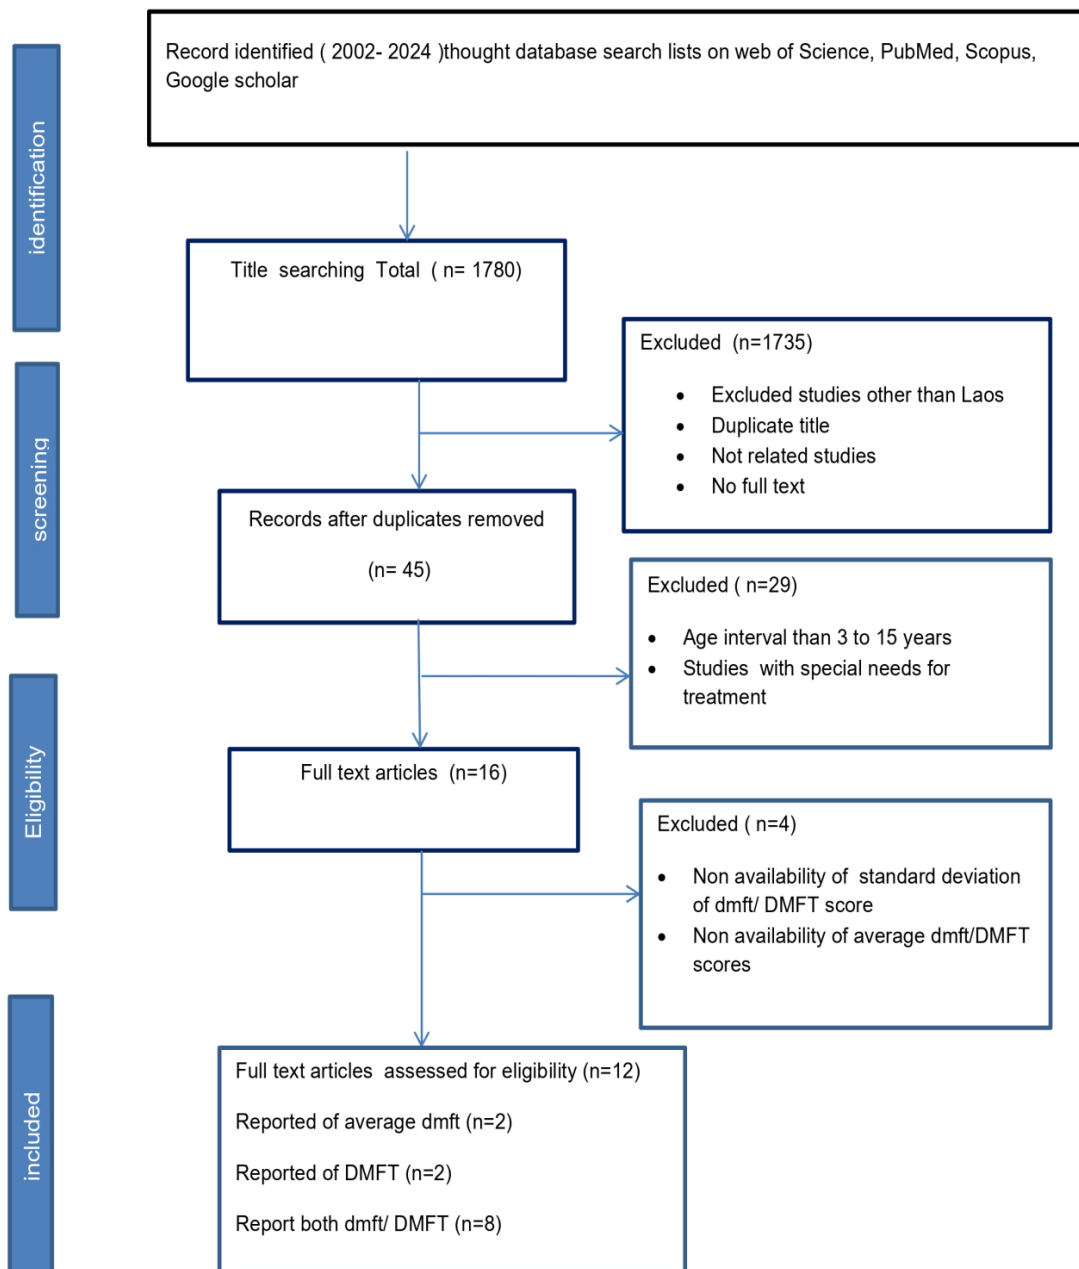 Record identified ( 2002- 2024 )thought database search lists on web of Science, PubMed, Scopus,
Google scholar
identification
Title searching Total ( n= 1780)
Excluded (n=1735)
• Excluded studies other than Laos
• Duplicate title
• Not related studies
• No full text
screening
Records after duplicates removed
(n= 45)
Excluded ( n=29)
• Age interval than 3 to 15 years
• Studies with special needs for
treatment
Eligibility
Full text articles (n=16)
Excluded ( n=4)
• Non availability of standard deviation
of dmft/ DMFT score
• Non availability of average dmft/DMFT
scores
included
Full text articles assessed for eligibility (n=12)
Reported of average dmft (n=2)
Reported of DMFT (n=2)
Report both dmft/ DMFT (n=8)